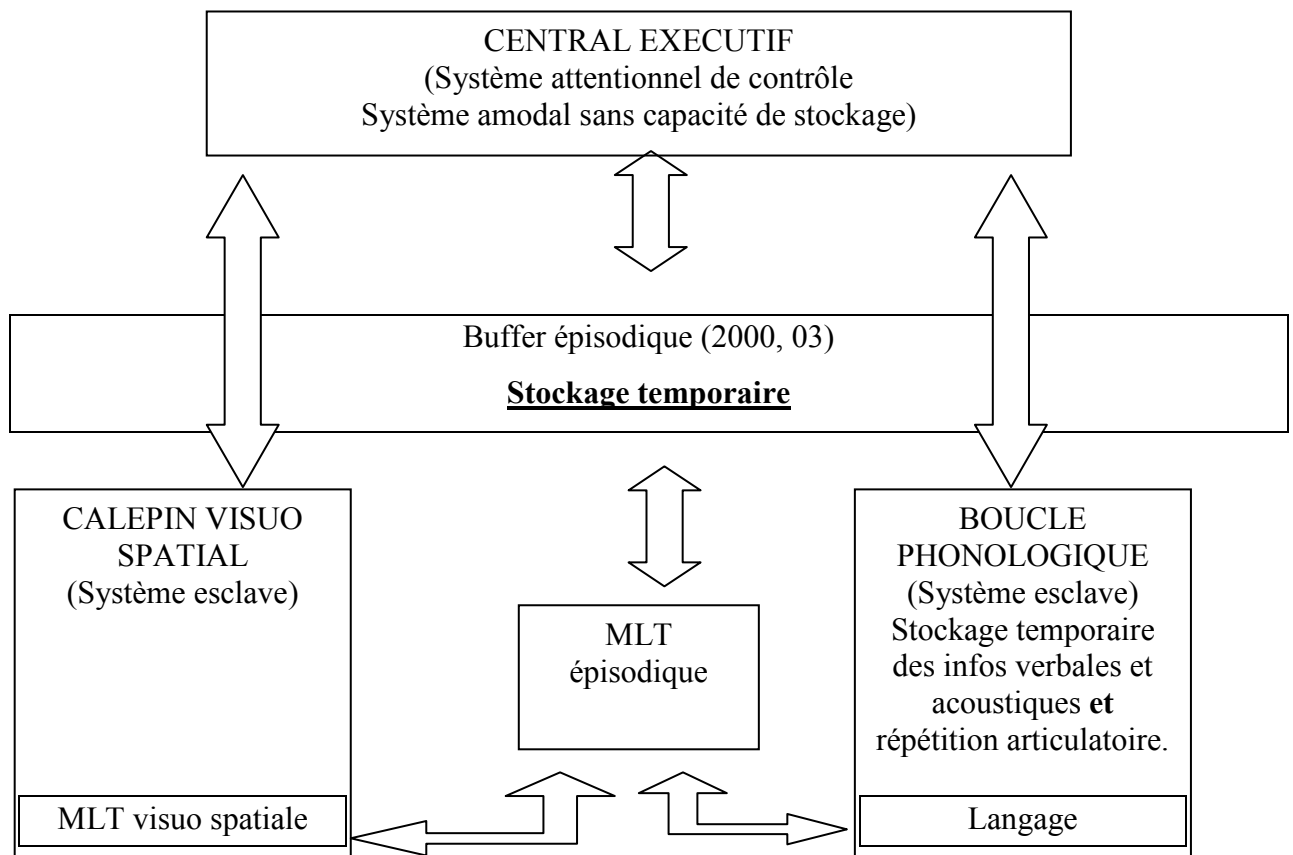 CENTRAL EXECUTIF
(Système attentionnel de contrôle
Système amodal sans capacité de stockage)
Buffer épisodique (2000, 03)
Stockage temporaire
CALEPIN VISUO
SPATIAL
(Système esclave)
MLT visuo spatiale
MLT
épisodique
BOUCLE
PHONOLOGIQUE
(Système esclave)
Stockage temporaire
des infos verbales et
acoustiques et
répétition articulatoire.
Langage